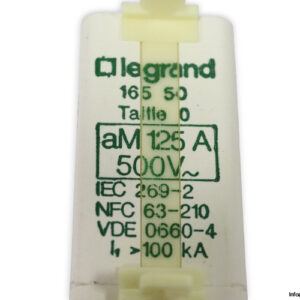 legrand
165 50
Taille 0
aM 125 A
500V~
IEC 269-2
NFC 63-210
VDE 0660-4
I₁ >100 kA